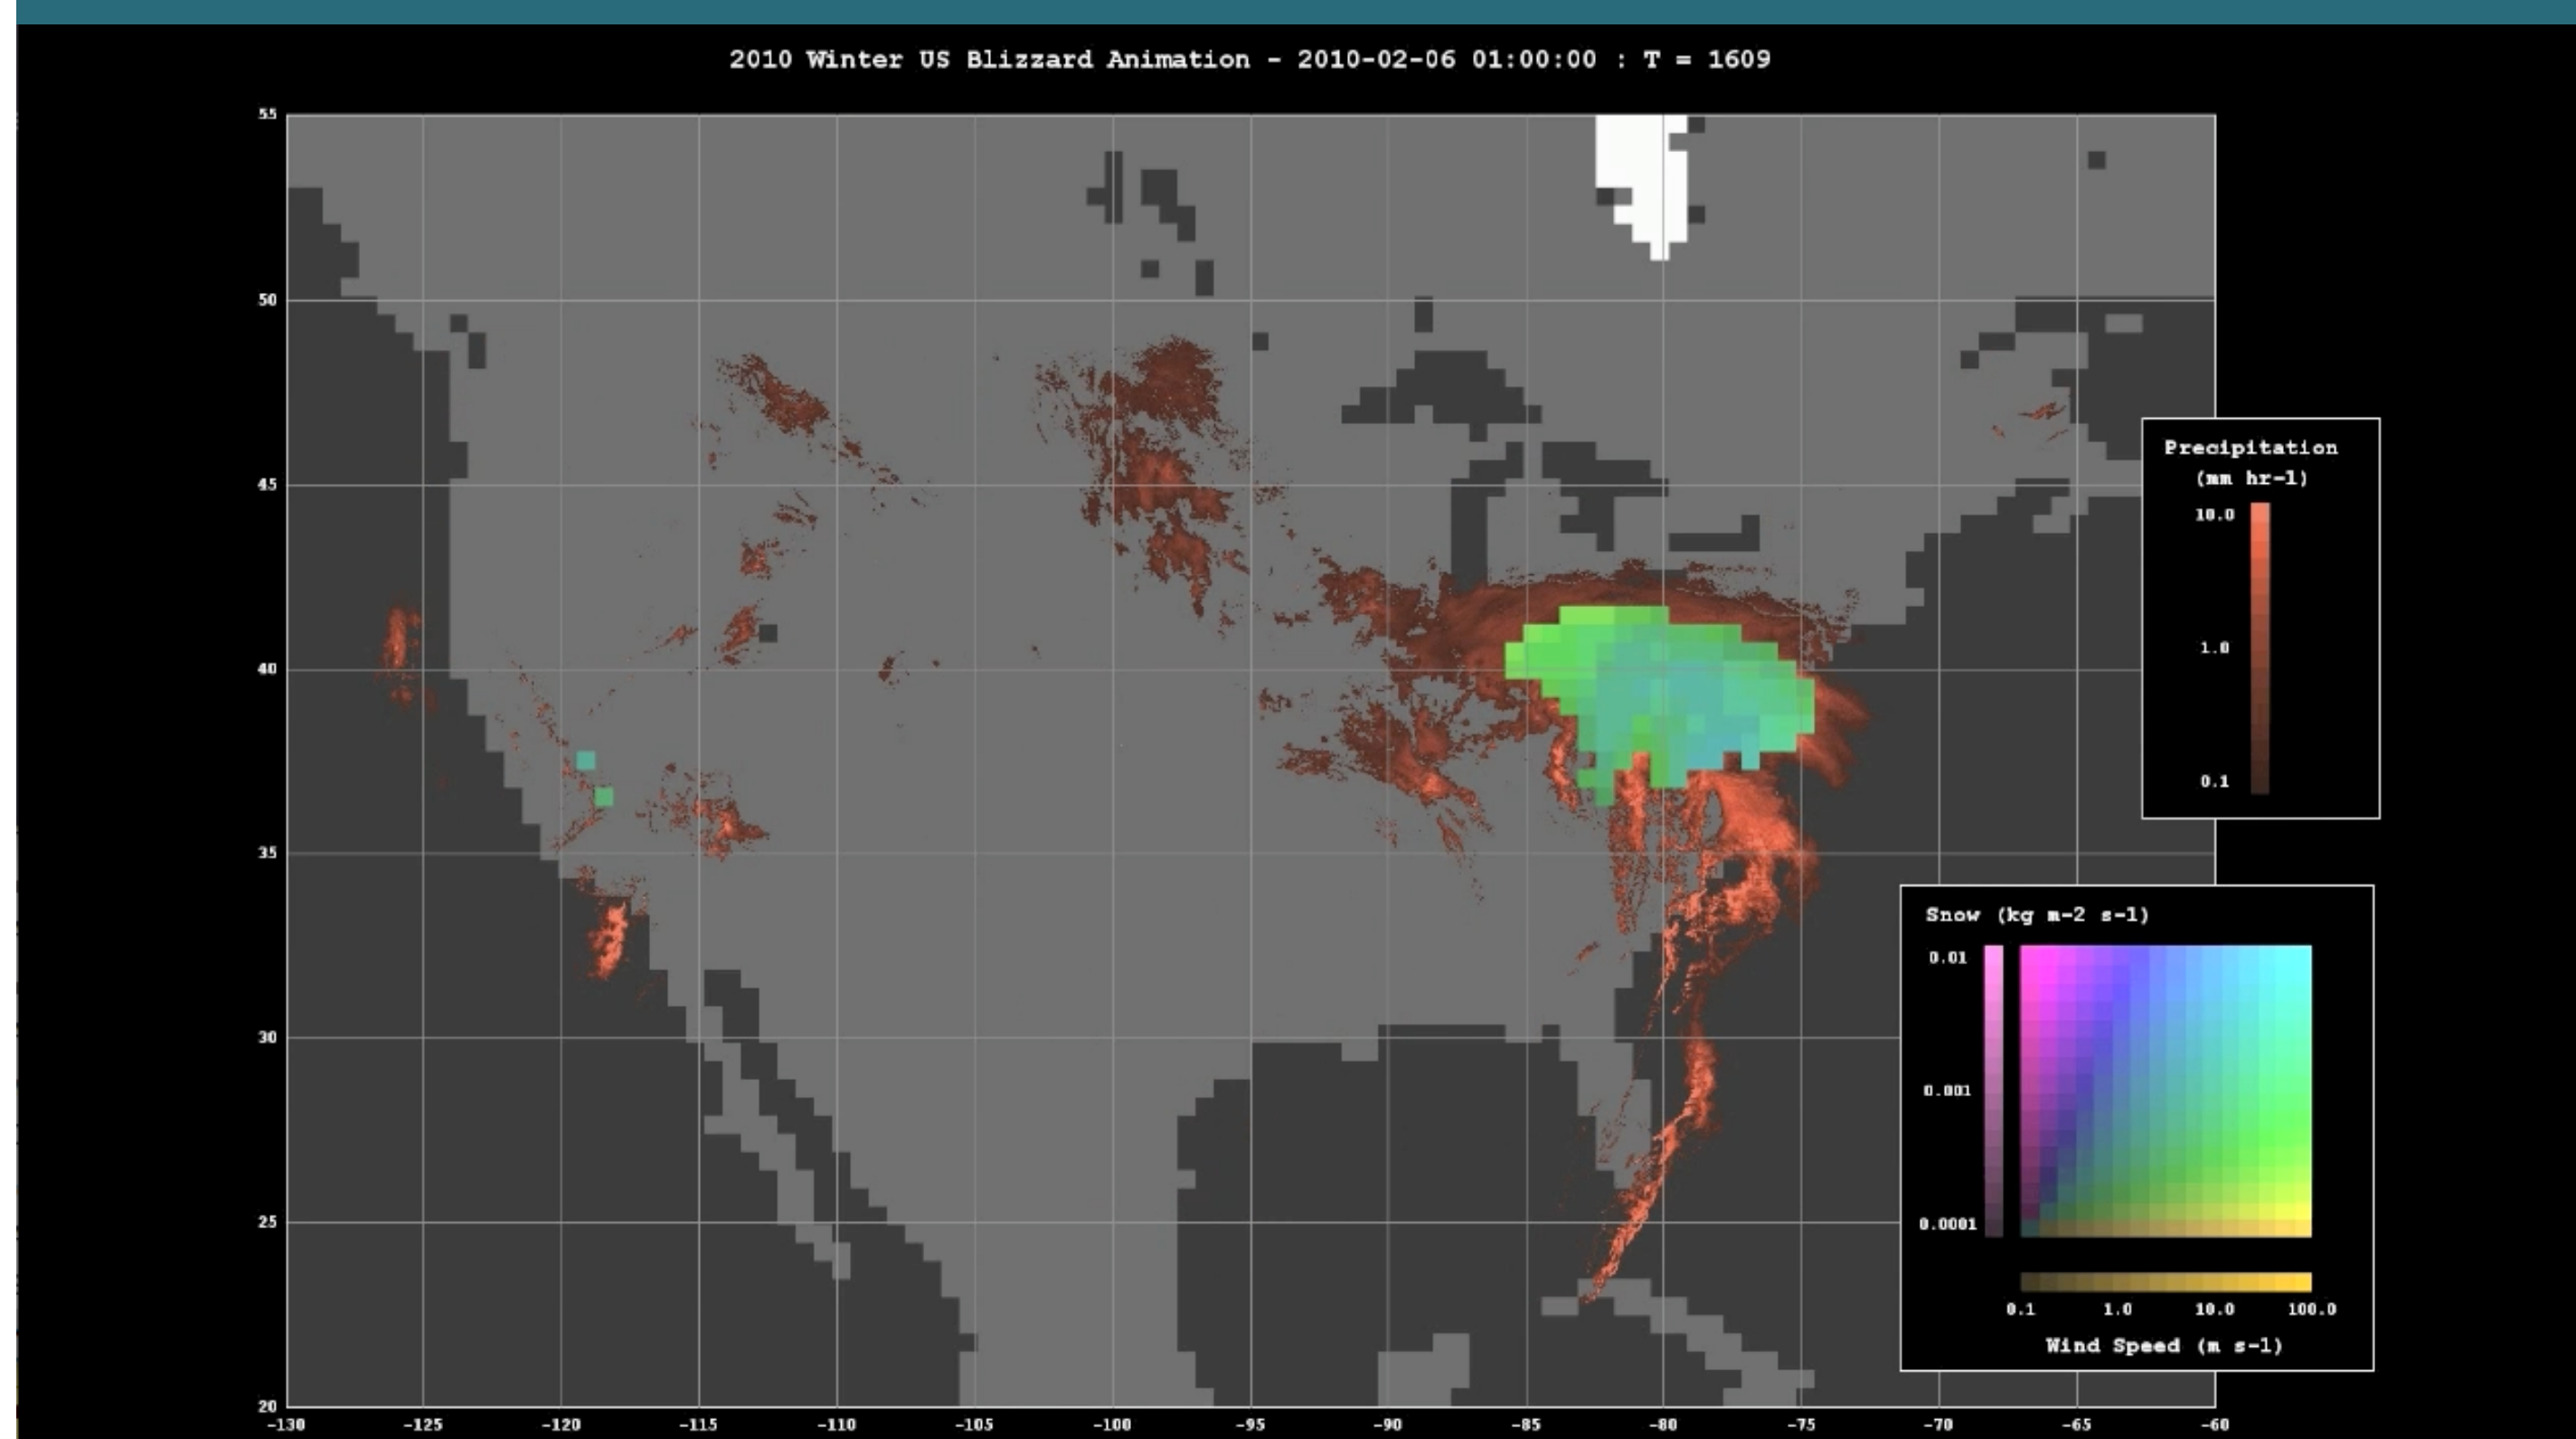 2010 Winter US Blizzard Animation - 2010-02-06 01:00:00 : T = 1609
55
50
45
40
35
30
25
20
-130 -125 -120 -115 -110 -105 -100 -95 -90 -85 -80 -75 -70 -65 -60
Precipitation
(mm hr-1)
10.0
1.0
0.1
Snow (kg m-2 s-1)
0.01
0.001
0.0001
0.1 1.0 10.0 100.0
Wind Speed (m s-1)